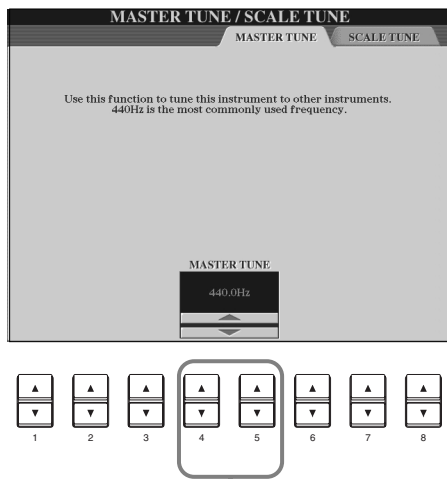 MASTER TUNE / SCALE TUNE
MASTER TUNE
SCALE TUNE
Use this function to tune this instrument to other instruments.
440Hz is the most commonly used frequency.
MASTER TUNE
440.0Hz
1 2 3 4 5 6 7 8